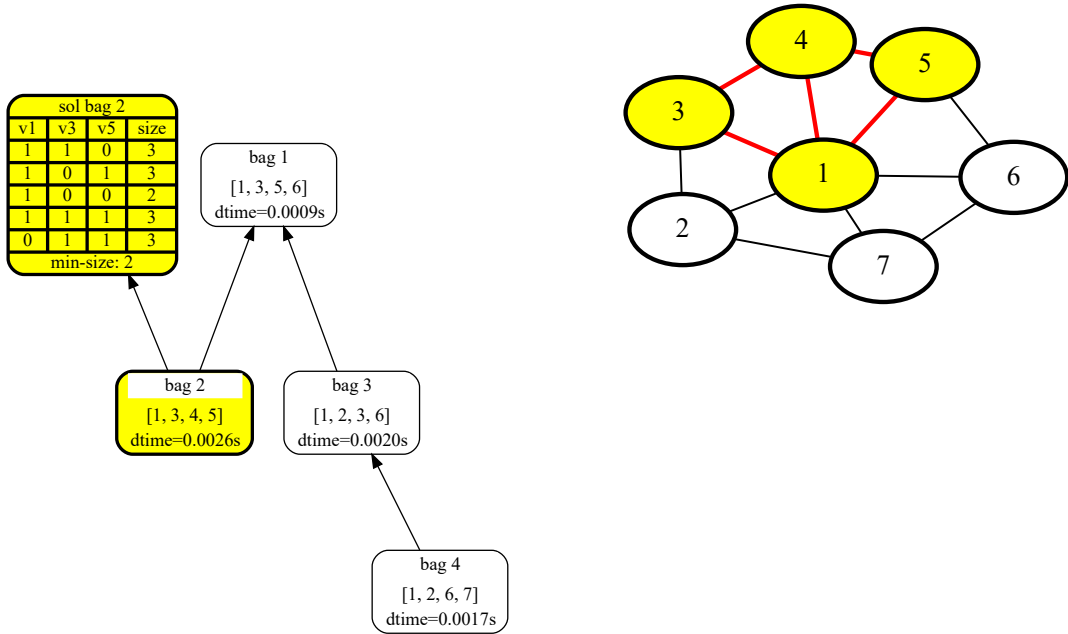 sol bag 2
v1 v3 v5 size
1 1 0 3
1 0 1 3
1 0 0 2
1 1 1 3
0 1 1 3
min-size: 2
bag 1
[1, 3, 5, 6]
dtime=0.0009s
bag 2
[1, 3, 4, 5]
dtime=0.0026s
bag 3
[1, 2, 3, 6]
dtime=0.0020s
bag 4
[1, 2, 6, 7]
dtime=0.0017s
4
5
3
1
6
2
7